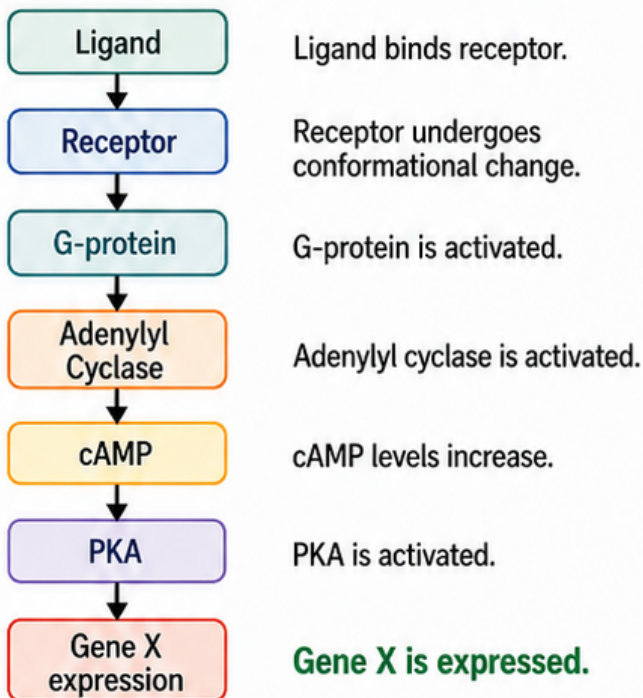 Ligand
Ligand binds receptor.
Receptor
Receptor undergoes
conformational change.
G-protein
G-protein is activated.
Adenylyl
Cyclase
Adenylyl cyclase is activated.
cAMP
cAMP levels increase.
PKA
PKA is activated.
Gene X
expression
Gene X is expressed.